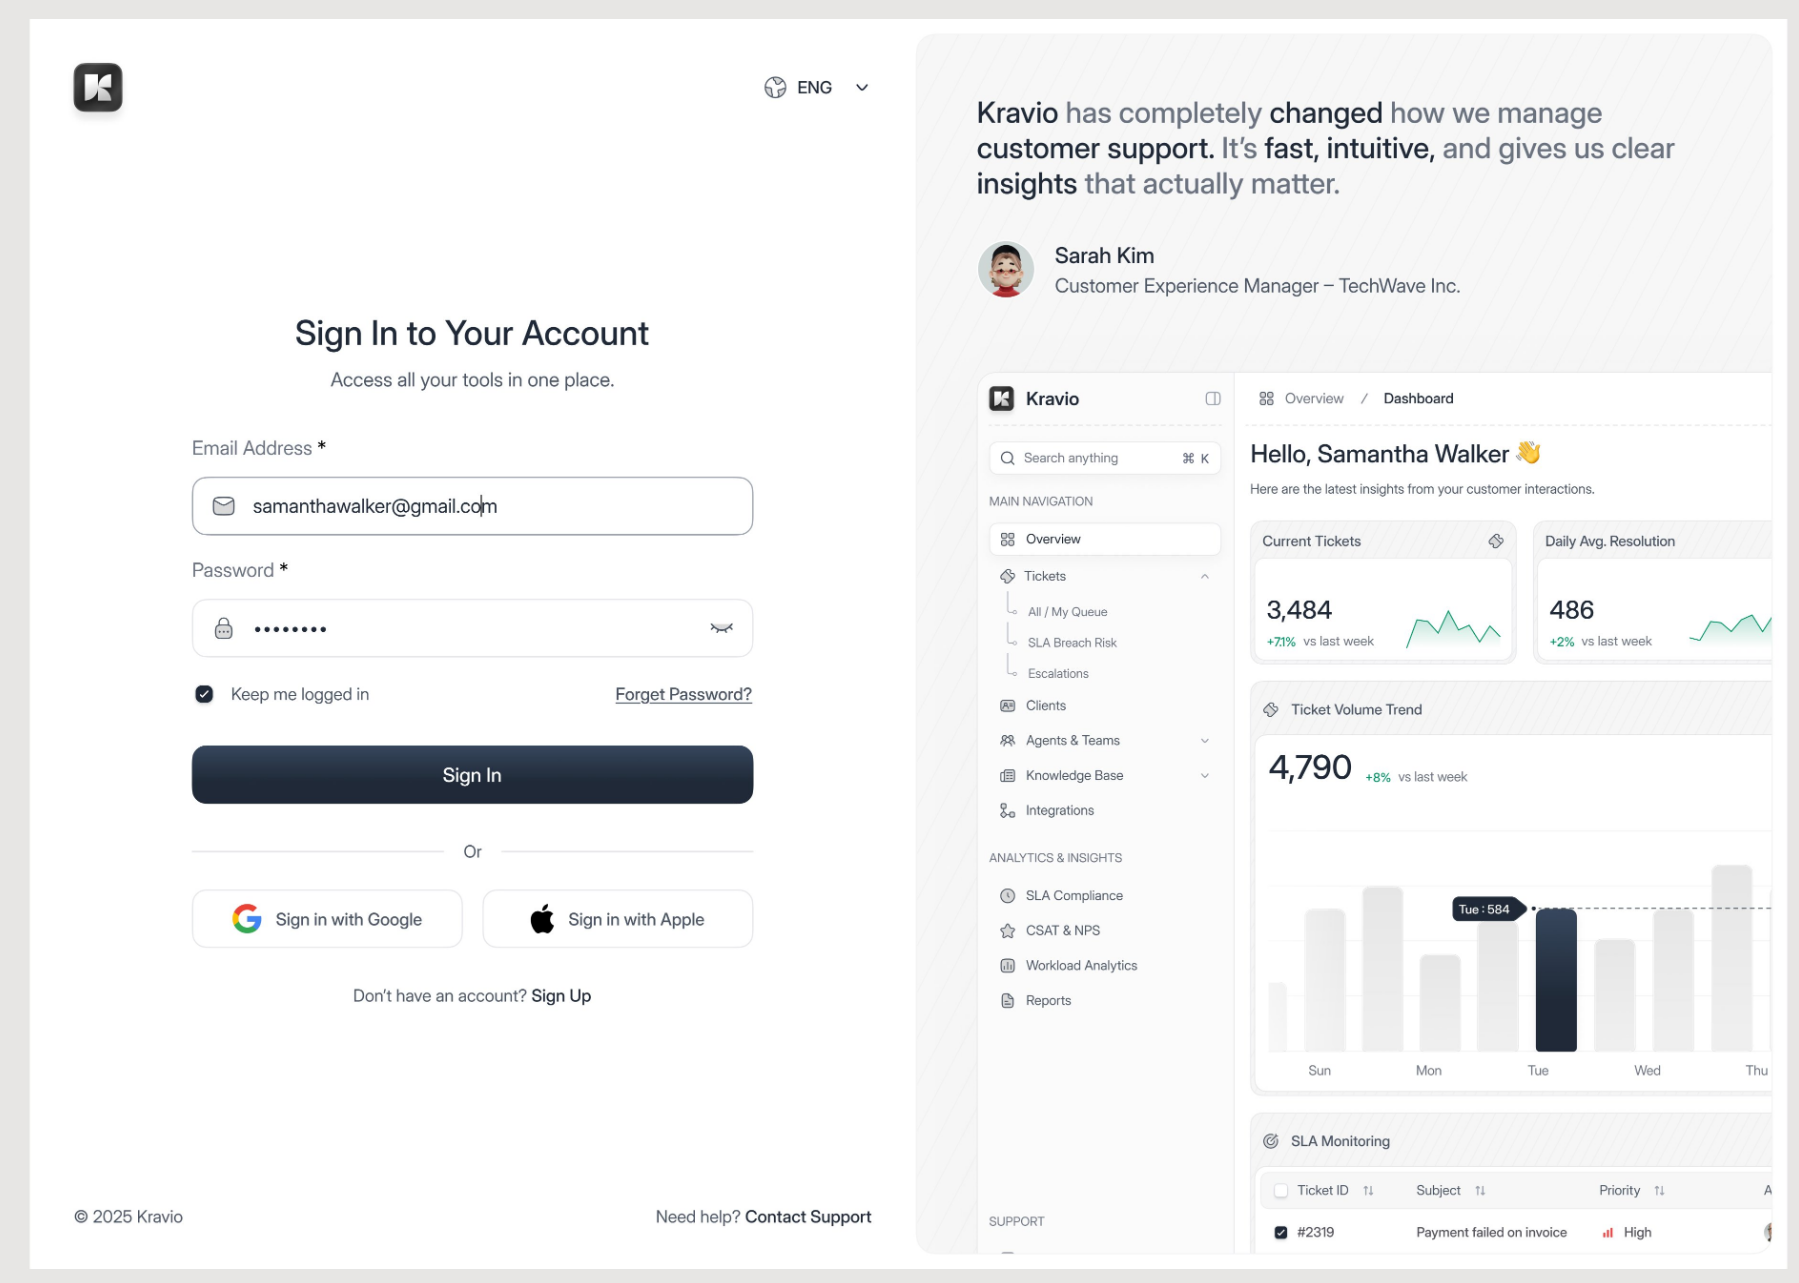 ENG
Sign In to Your Account
Access all your tools in one place.
Email Address *
samanthawalker@gmail.com
Password *
••••••••
Keep me logged in
Forget Password?
Sign In
Or
Sign in with Google
Sign in with Apple
Don't have an account? Sign Up
© 2025 Kravio
Need help? Contact Support
Kravio has completely changed how we manage
customer support. It's fast, intuitive, and gives us clear
insights that actually matter.
Sarah Kim
Customer Experience Manager – TechWave Inc.
Kravio
Search anything
⌘ K
MAIN NAVIGATION
Overview
Tickets
All / My Queue
SLA Breach Risk
Escalations
Clients
Agents & Teams
Knowledge Base
Integrations
ANALYTICS & INSIGHTS
SLA Compliance
CSAT & NPS
Workload Analytics
Reports
SUPPORT
Overview / Dashboard
Hello, Samantha Walker 👋
Here are the latest insights from your customer interactions.
Current Tickets
3,484
+7.1% vs last week
Daily Avg. Resolution
486
+2% vs last week
Ticket Volume Trend
4,790
+8% vs last week
Tue : 584
Sun Mon Tue Wed Thu
SLA Monitoring
Ticket ID Subject Priority A
#2319 Payment failed on invoice High